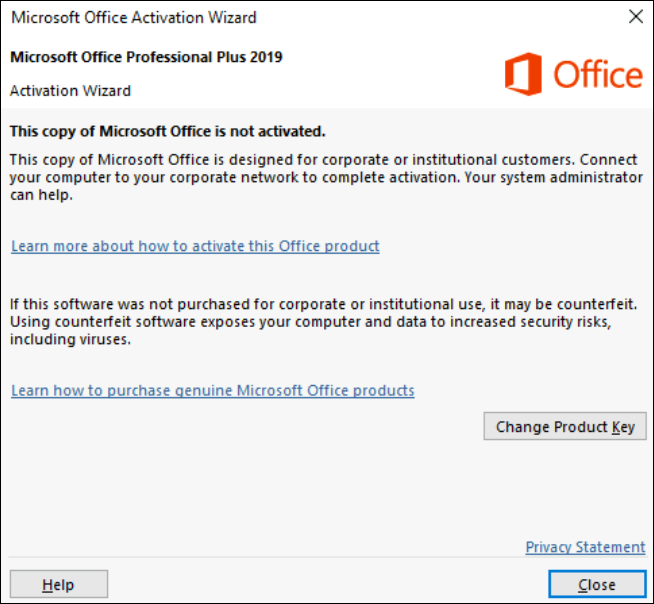 Microsoft Office Activation Wizard
Microsoft Office Professional Plus 2019
Office
Activation Wizard
This copy of Microsoft Office is not activated.
This copy of Microsoft Office is designed for corporate or institutional customers. Connect
your computer to your corporate network to complete activation. Your system administrator
can help.
Learn more about how to activate this Office product
If this software was not purchased for corporate or institutional use, it may be counterfeit.
Using counterfeit software exposes your computer and data to increased security risks,
including viruses.
Learn how to purchase genuine Microsoft Office products
Change Product Key
Privacy Statement
Help
Close